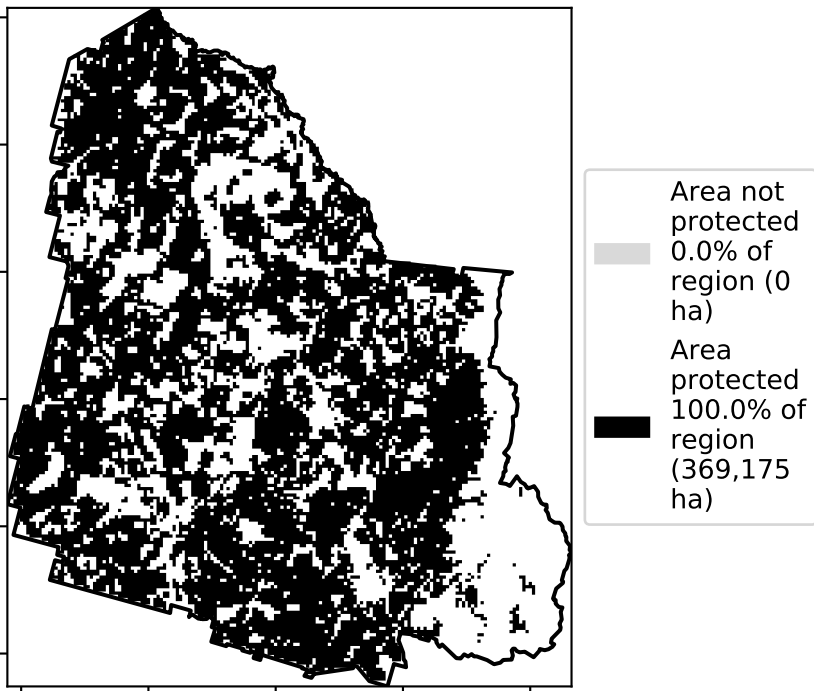 Area not
protected
0.0% of
region (0
ha)
Area
protected
100.0% of
region
(369,175
ha)